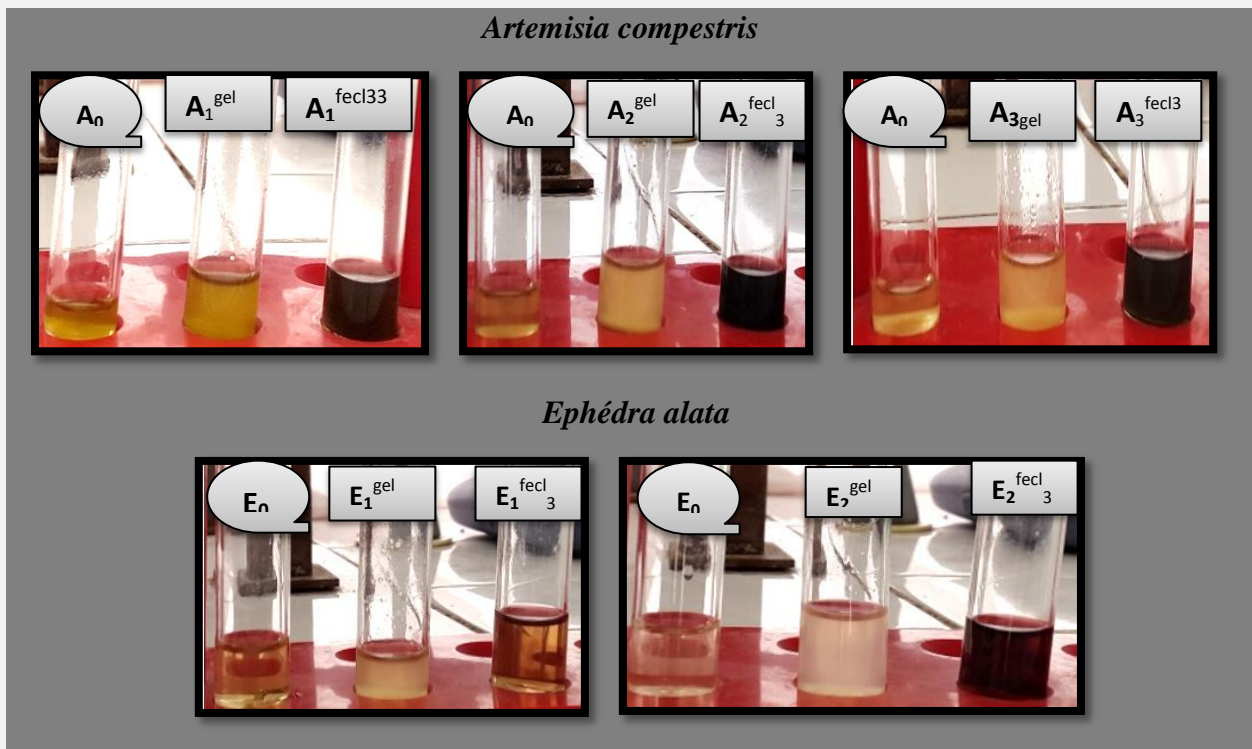 Artemisia compestris
A₀ A₁gel A₁fecl33
A₀ A₂gel A₂fecl3
A₀ A₃gel A₃fecl3
Ephédra alata
E₀ E₁gel E₁fecl3
E₀ E₂gel E₂fecl3